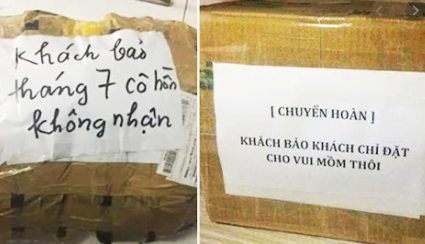 Khách bảo
tháng 7 cô hồn
không nhận
[ CHUYỂN HOÀN ]
KHÁCH BẢO KHÁCH CHỈ ĐẶT
CHO VUI MỒM THÔI